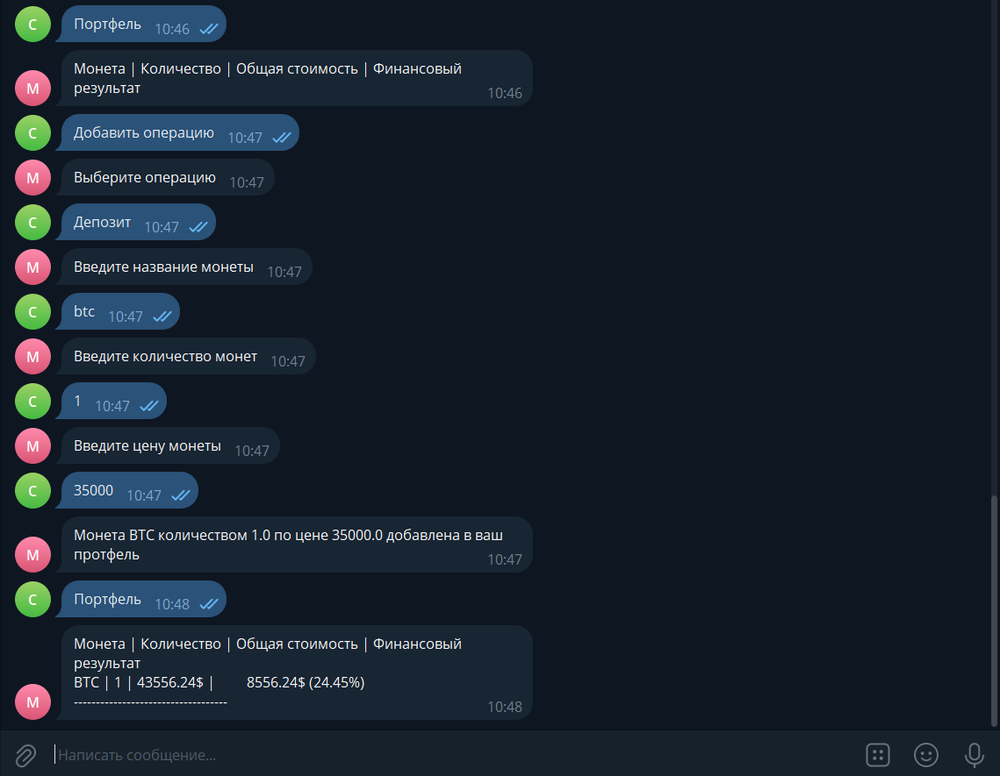 С
Портфель 10:46
М
Монета | Количество | Общая стоимость | Финансовый
результат 10:46
С
Добавить операцию 10:47
М
Выберите операцию 10:47
С
Депозит 10:47
М
Введите название монеты 10:47
С
btc 10:47
М
Введите количество монет 10:47
С
1 10:47
М
Введите цену монеты 10:47
С
35000 10:47
М
Монета BTC количеством 1.0 по цене 35000.0 добавлена в ваш
протфель 10:47
С
Портфель 10:48
М
Монета | Количество | Общая стоимость | Финансовый
результат
BTC | 1 | 43556.24$ | 8556.24$ (24.45%)
----------------------------------- 10:48
Написать сообщение...